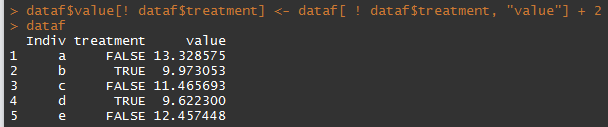 > dataf$value[! dataf$treatment] <- dataf[ ! dataf$treatment, "value"] + 2
> dataf
  Indiv treatment     value
1     a     FALSE 13.328575
2     b      TRUE  9.973053
3     c     FALSE 11.465693
4     d      TRUE  9.622300
5     e     FALSE 12.457448